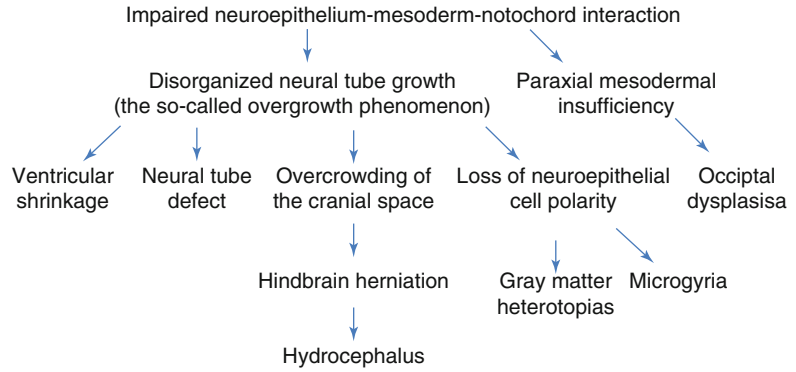 Impaired neuroepithelium-mesoderm-notochord interaction
Disorganized neural tube growth
(the so-called overgrowth phenomenon)
Paraxial mesodermal
insufficiency
Ventricular
shrinkage
Neural tube
defect
Overcrowding of
the cranial space
Loss of neuroepithelial
cell polarity
Occiptal
dysplasisa
Hindbrain herniation
Gray matter
heterotopias
Microgyria
Hydrocephalus